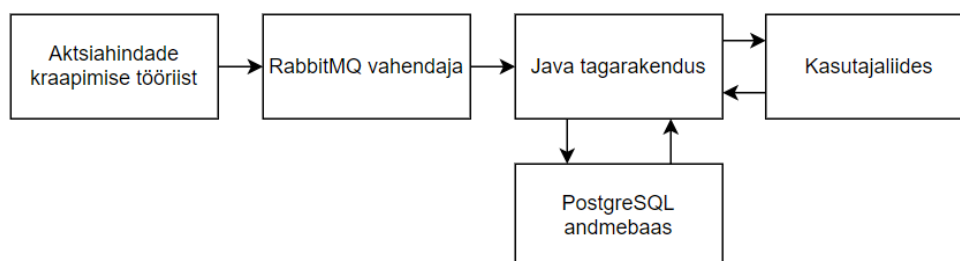 Aktsiahindade
kraapimise tööriist
RabbitMQ vahendaja
Java tagarakendus
Kasutajaliides
PostgreSQL
andmebaas